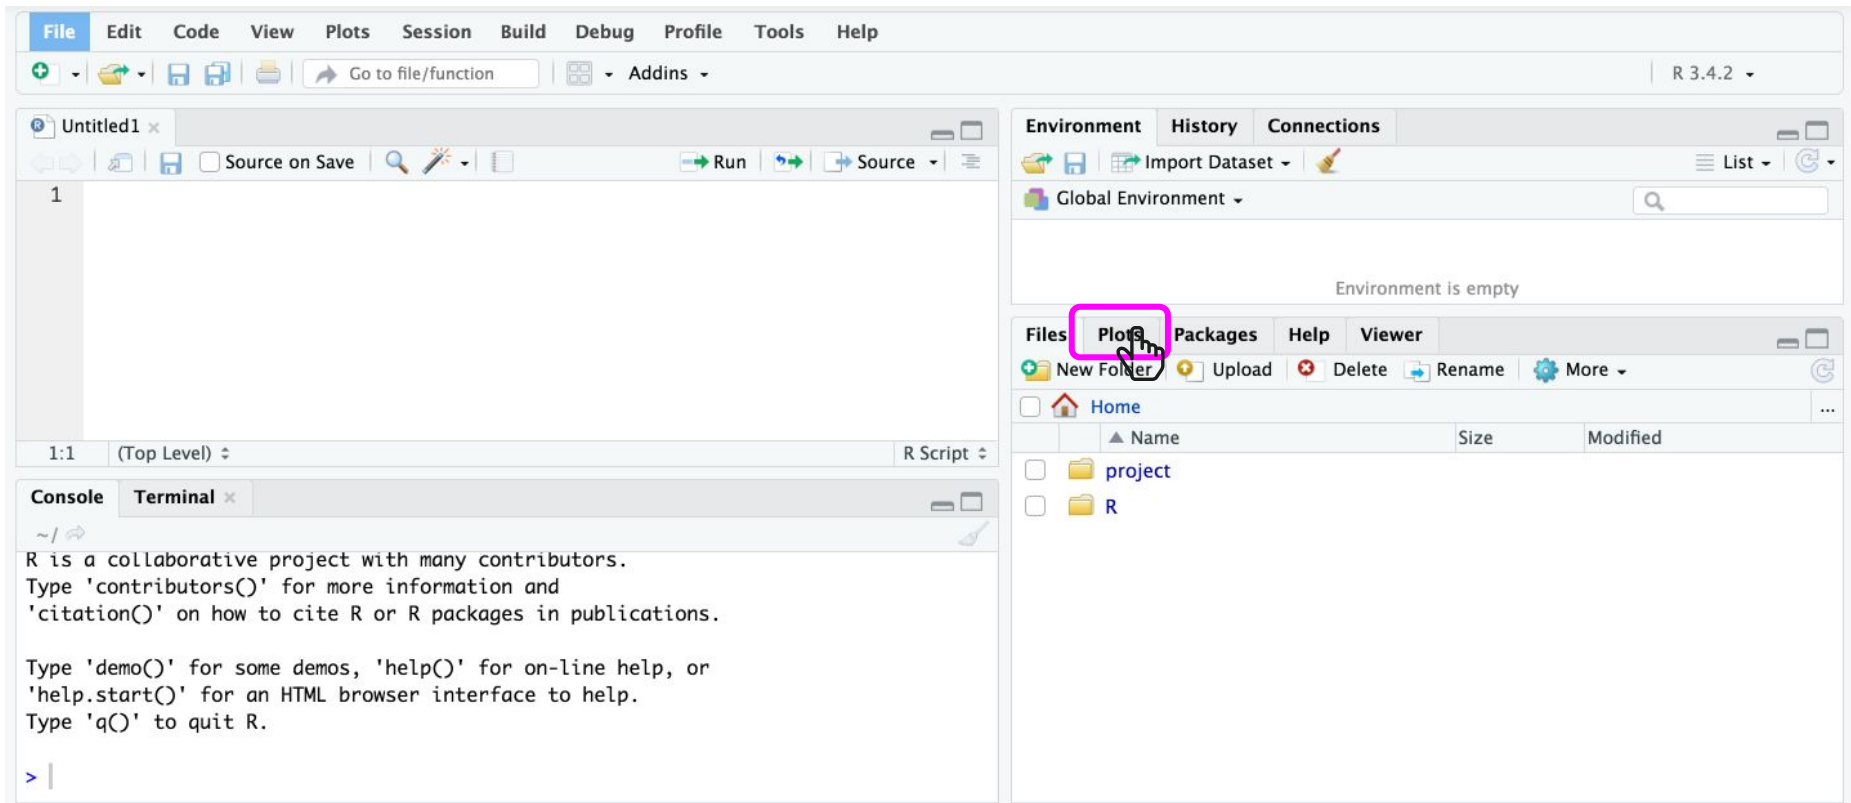 File Edit Code View Plots Session Build Debug Profile Tools Help
Go to file/function Addins R 3.4.2
Untitled1
Source on Save Run Source
1
1:1 (Top Level) R Script
Console Terminal
~/
R is a collaborative project with many contributors.
Type 'contributors()' for more information and
'citation()' on how to cite R or R packages in publications.
Type 'demo()' for some demos, 'help()' for on-line help, or
'help.start()' for an HTML browser interface to help.
Type 'q()' to quit R.
>
Environment History Connections
Import Dataset List
Global Environment
Environment is empty
Files Plots Packages Help Viewer
New Folder Upload Delete Rename More
Home ...
Name Size Modified
project
R